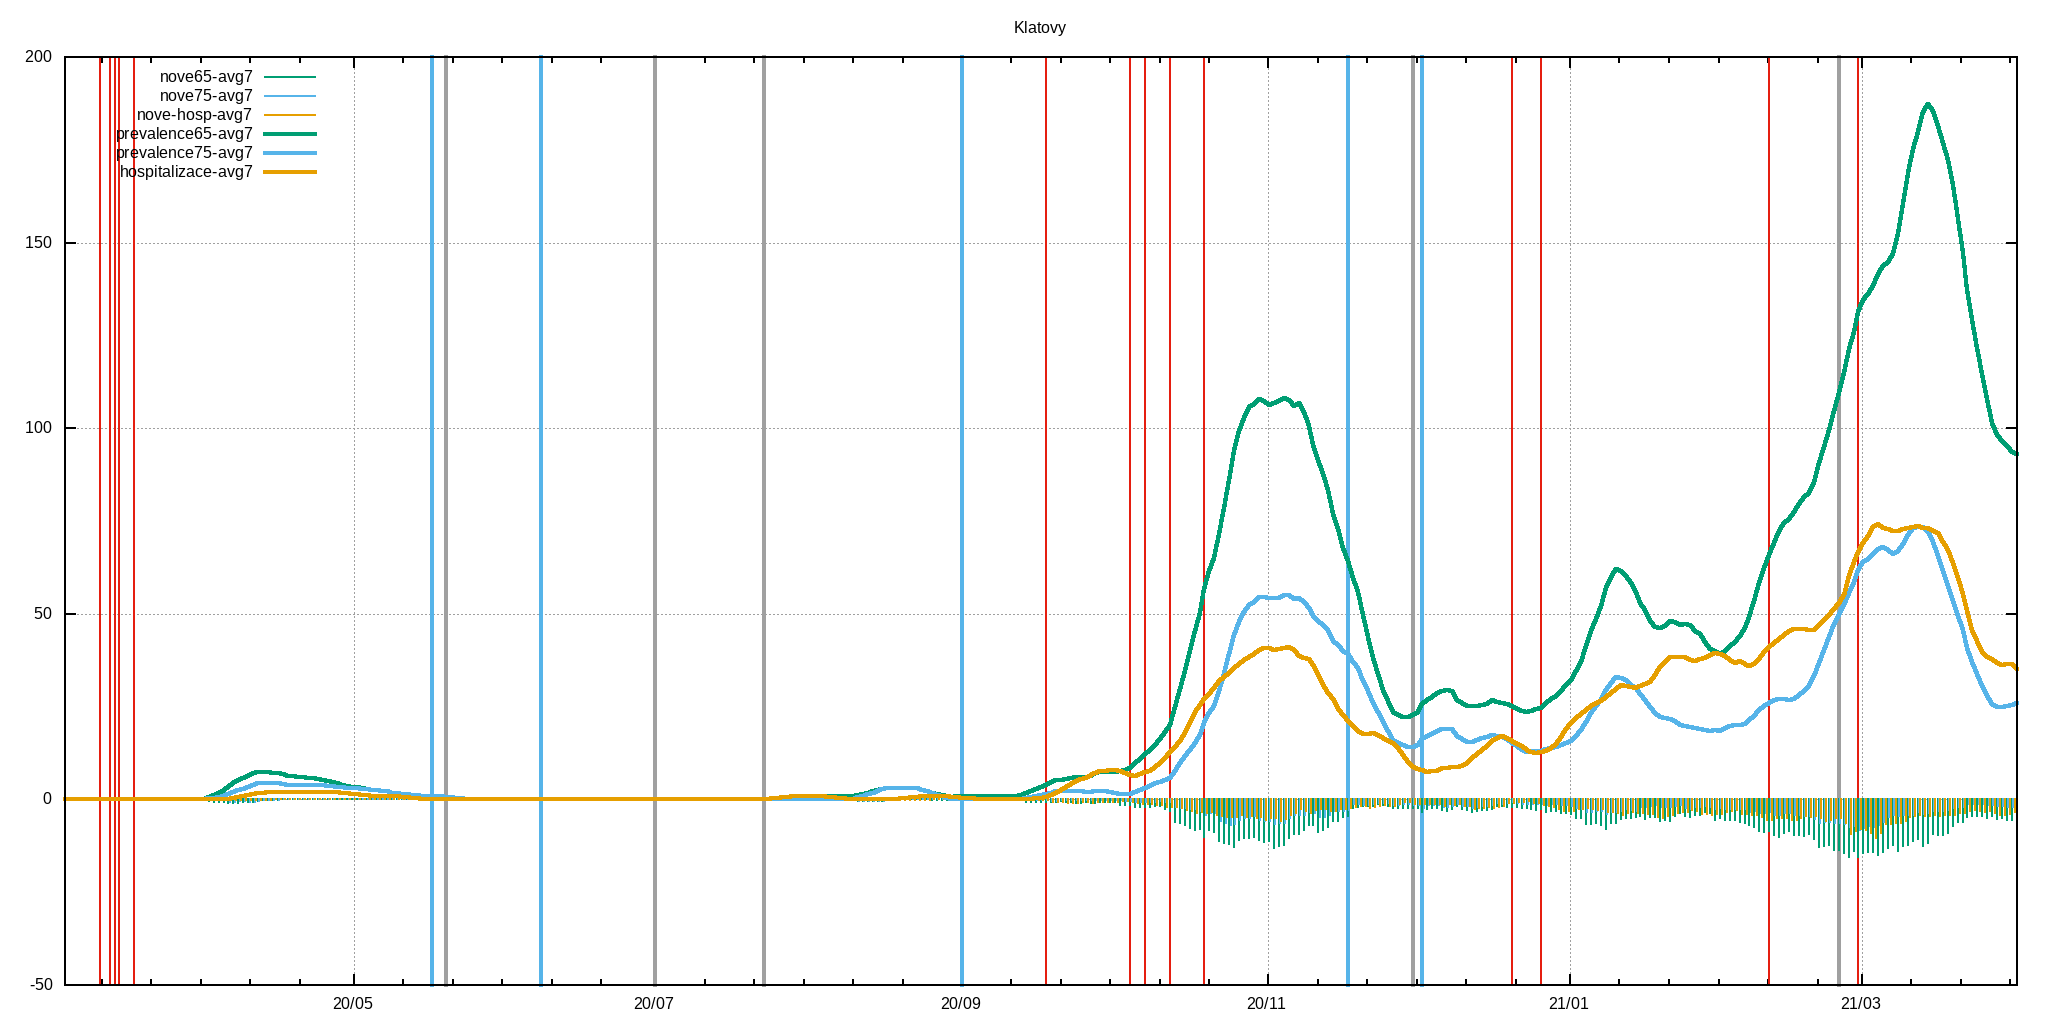 Klatovy
200
nove65-avg7
nove75-avg7
nove-hosp-avg7
prevalence65-avg7
prevalence75-avg7
hospitalizace-avg7
150
100
50
0
-50
20/05 20/07 20/09 20/11 21/01 21/03